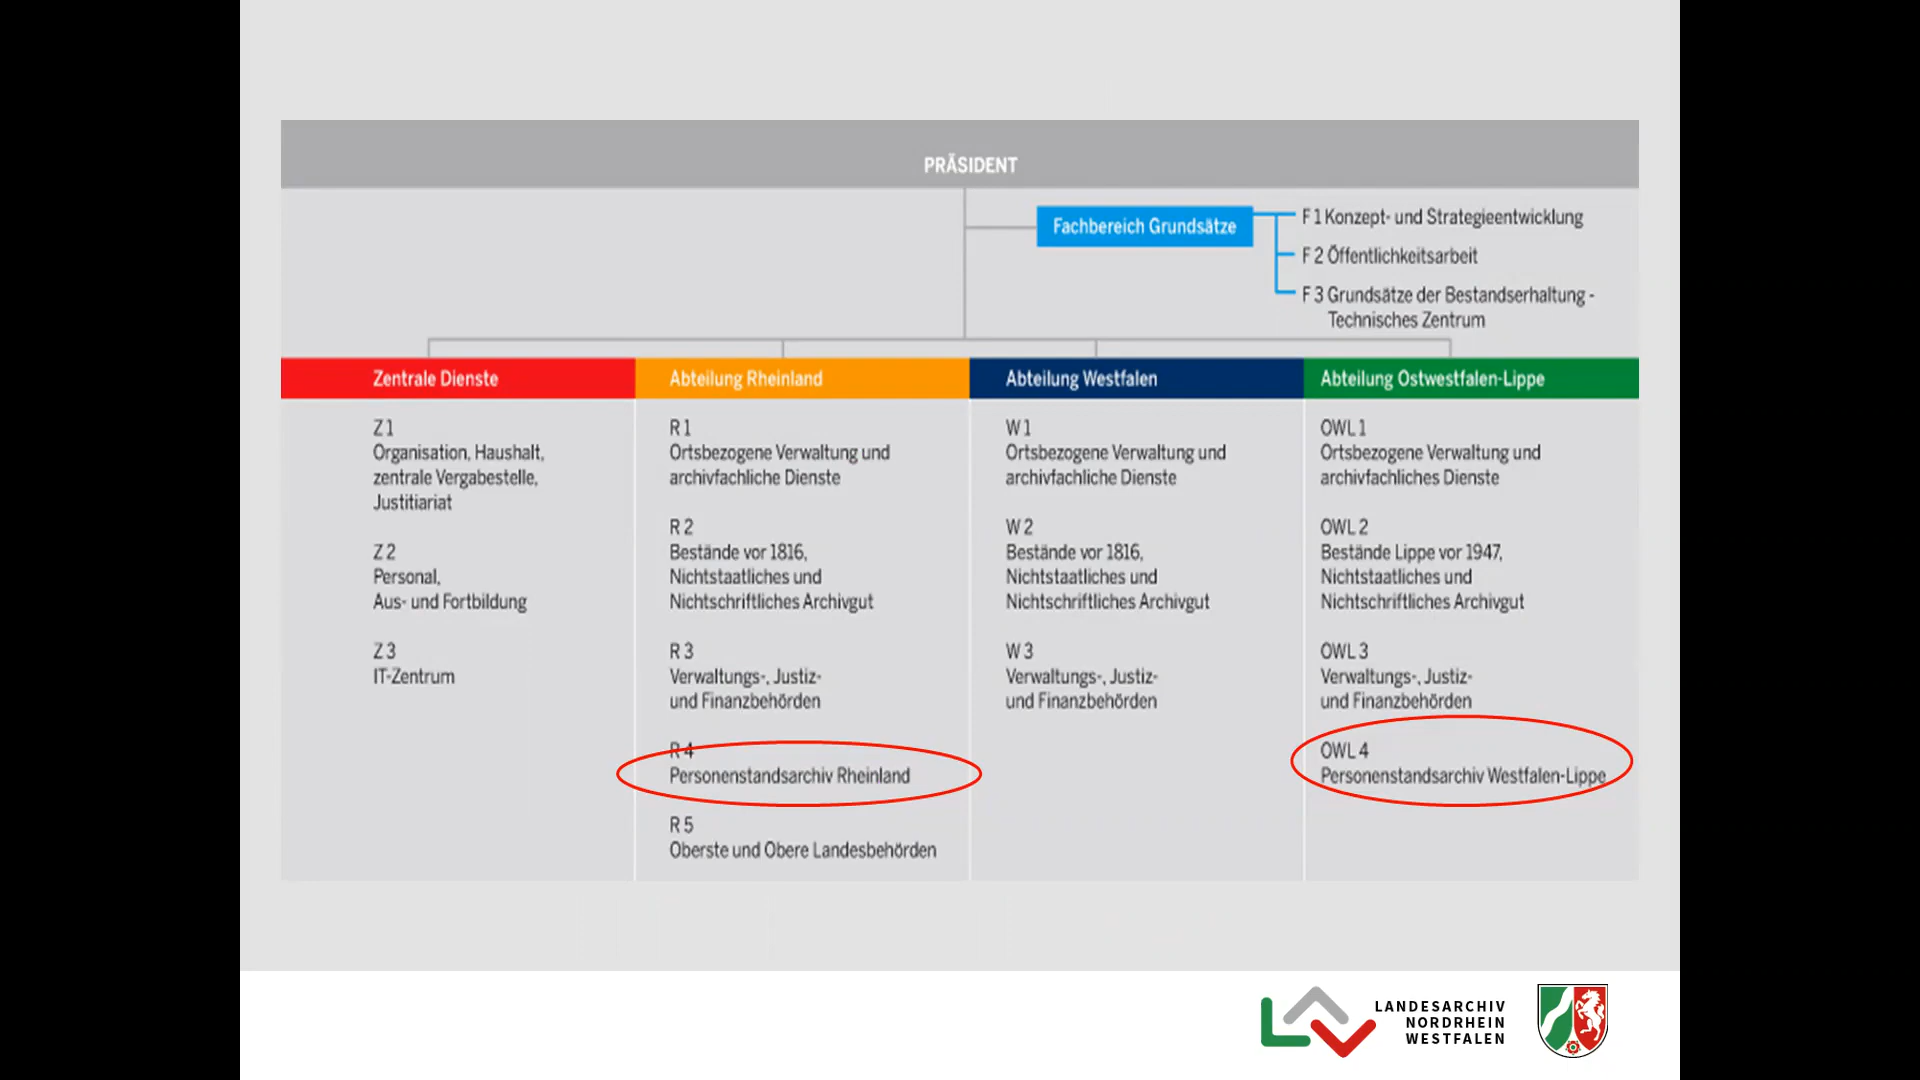 PRÄSIDENT
Fachbereich Grundsätze
F 1 Konzept- und Strategieentwicklung
F 2 Öffentlichkeitsarbeit
F 3 Grundsätze der Bestandserhaltung -
Technisches Zentrum
Zentrale Dienste
Z 1
Organisation, Haushalt,
zentrale Vergabestelle,
Justitiariat
Z 2
Personal,
Aus- und Fortbildung
Z 3
IT-Zentrum
Abteilung Rheinland
R 1
Ortsbezogene Verwaltung und
archivfachliche Dienste
R 2
Bestände vor 1816,
Nichtstaatliches und
Nichtschriftliches Archivgut
R 3
Verwaltungs-, Justiz-
und Finanzbehörden
R 4
Personenstandsarchiv Rheinland
R 5
Oberste und Obere Landesbehörden
Abteilung Westfalen
W 1
Ortsbezogene Verwaltung und
archivfachliche Dienste
W 2
Bestände vor 1816,
Nichtstaatliches und
Nichtschriftliches Archivgut
W 3
Verwaltungs-, Justiz-
und Finanzbehörden
Abteilung Ostwestfalen-Lippe
OWL 1
Ortsbezogene Verwaltung und
archivfachliches Dienste
OWL 2
Bestände Lippe vor 1947,
Nichtstaatliches und
Nichtschriftliches Archivgut
OWL 3
Verwaltungs-, Justiz-
und Finanzbehörden
OWL 4
Personenstandsarchiv Westfalen-Lippe
LANDESARCHIV
NORDRHEIN
WESTFALEN